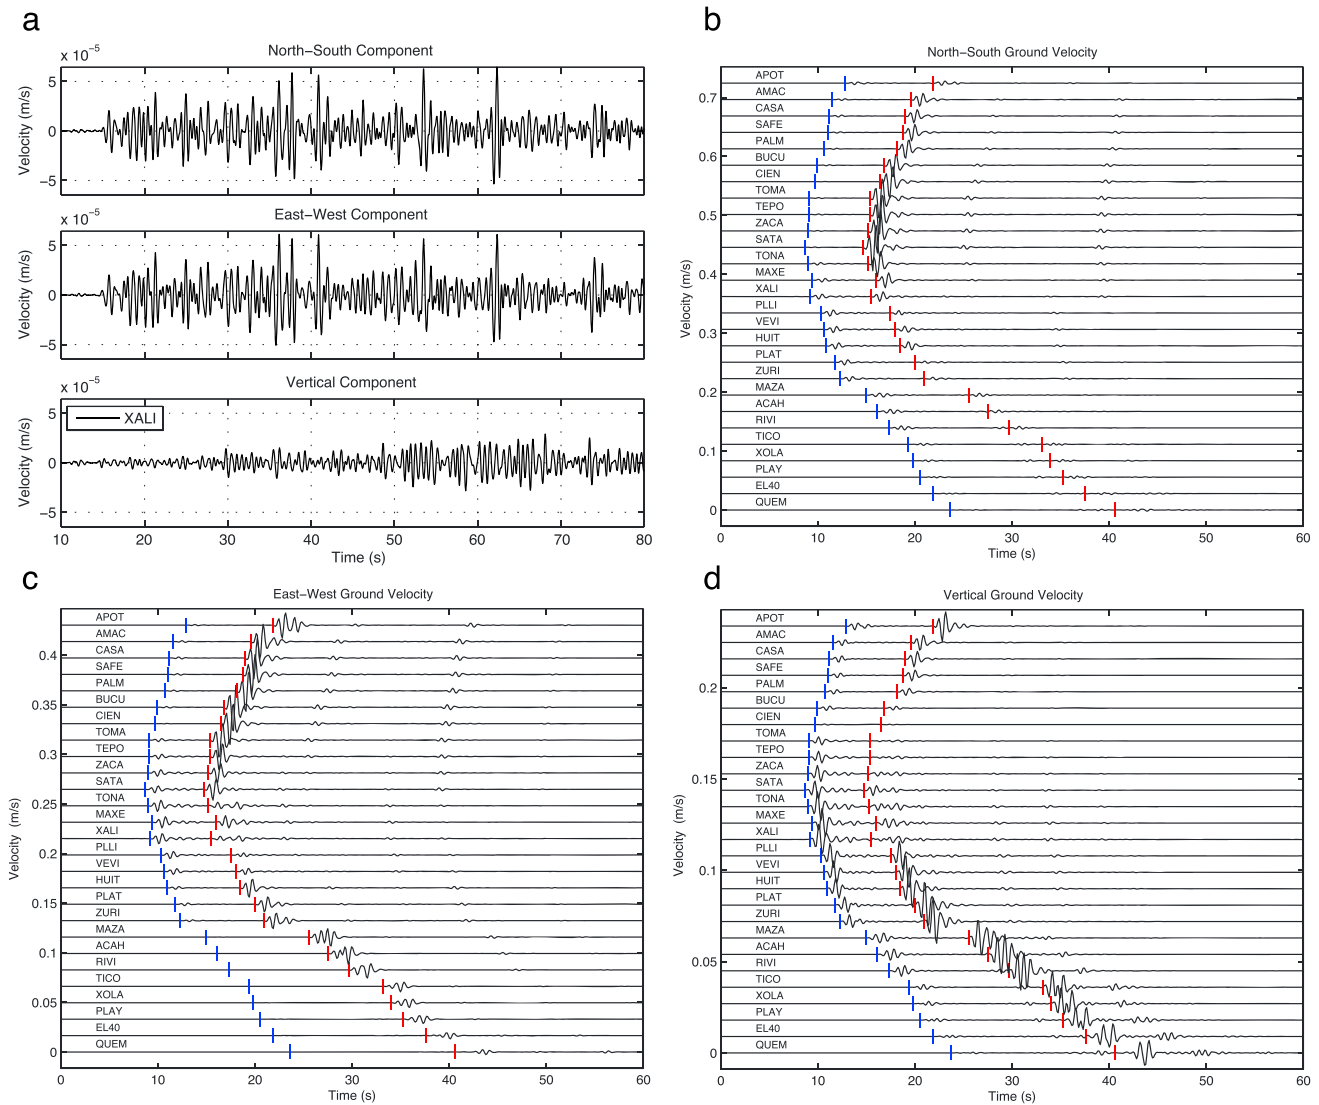 a
x 10⁻⁵
North−South Component
Velocity (m/s)
5
0
−5
x 10⁻⁵
East−West Component
Velocity (m/s)
5
0
−5
x 10⁻⁵
Vertical Component
Velocity (m/s)
5
0
−5
XALI
10 20 30 40 50 60 70 80
Time (s)
b
North−South Ground Velocity
Velocity (m/s)
0.7
0.6
0.5
0.4
0.3
0.2
0.1
0
APOT
AMAC
CASA
SAFE
PALM
BUCU
CIEN
TOMA
TEPO
ZACA
SATA
TONA
MAXE
XALI
PLLI
VEVI
HUIT
PLAT
ZURI
MAZA
ACAH
RIVI
TICO
XOLA
PLAY
EL40
QUEM
0 10 20 30 40 50 60
Time (s)
c
East−West Ground Velocity
Velocity (m/s)
0.4
0.35
0.3
0.25
0.2
0.15
0.1
0.05
0
APOT
AMAC
CASA
SAFE
PALM
BUCU
CIEN
TOMA
TEPO
ZACA
SATA
TONA
MAXE
XALI
PLLI
VEVI
HUIT
PLAT
ZURI
MAZA
ACAH
RIVI
TICO
XOLA
PLAY
EL40
QUEM
0 10 20 30 40 50 60
Time (s)
d
Vertical Ground Velocity
Velocity (m/s)
0.2
0.15
0.1
0.05
0
APOT
AMAC
CASA
SAFE
PALM
BUCU
CIEN
TOMA
TEPO
ZACA
SATA
TONA
MAXE
XALI
PLLI
VEVI
HUIT
PLAT
ZURI
MAZA
ACAH
RIVI
TICO
XOLA
PLAY
EL40
QUEM
0 10 20 30 40 50 60
Time (s)